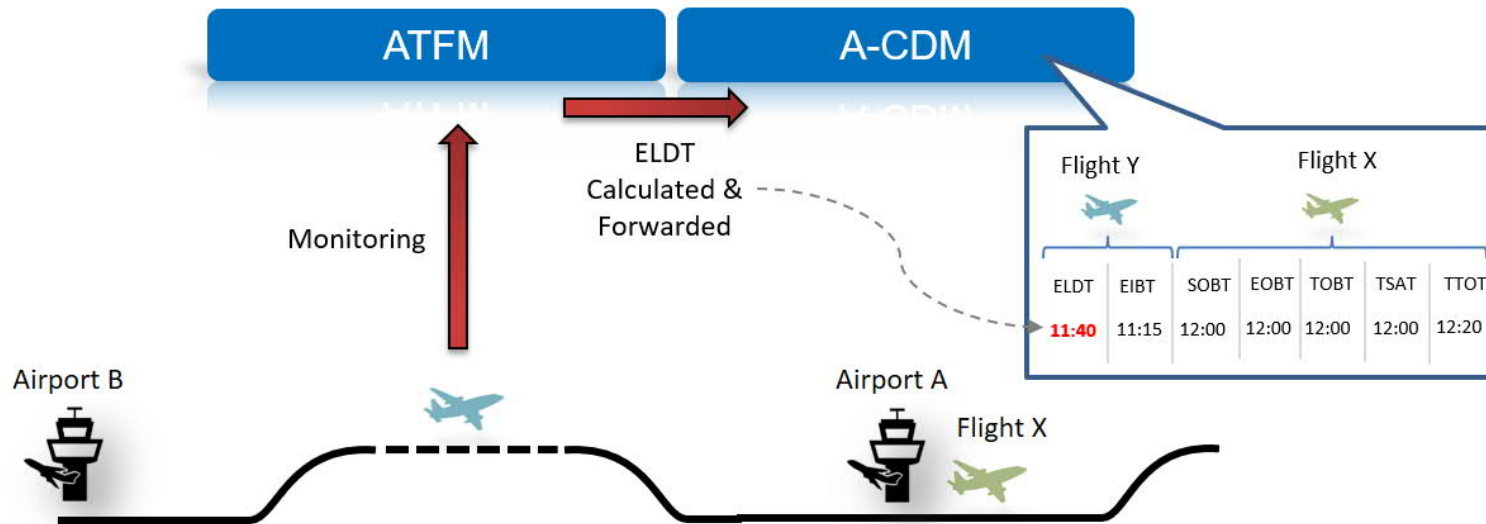 ATFM
A-CDM
ELDT
Calculated &
Forwarded
Monitoring
Flight Y
Flight X
ELDT EIBT SOBT EOBT TOBT TSAT TTOT
11:40 11:15 12:00 12:00 12:00 12:00 12:20
Airport B
Airport A
Flight X